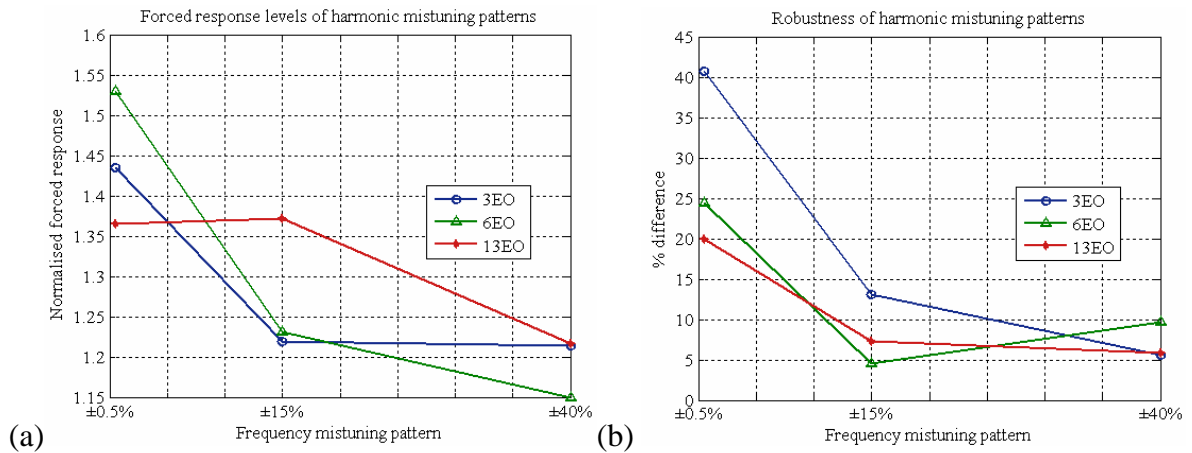 Forced response levels of harmonic mistuning patterns
1.6
1.55
1.5
1.45
1.4
1.35
1.3
1.25
1.2
1.15
Normalised forced response
3EO
6EO
13EO
±0.5%
±15%
±40%
Frequency mistuning pattern
(a)
Robustness of harmonic mistuning patterns
45
40
35
30
25
20
15
10
5
0
% difference
3EO
6EO
13EO
±0.5%
±15%
±40%
Frequency mistuning pattern
(b)